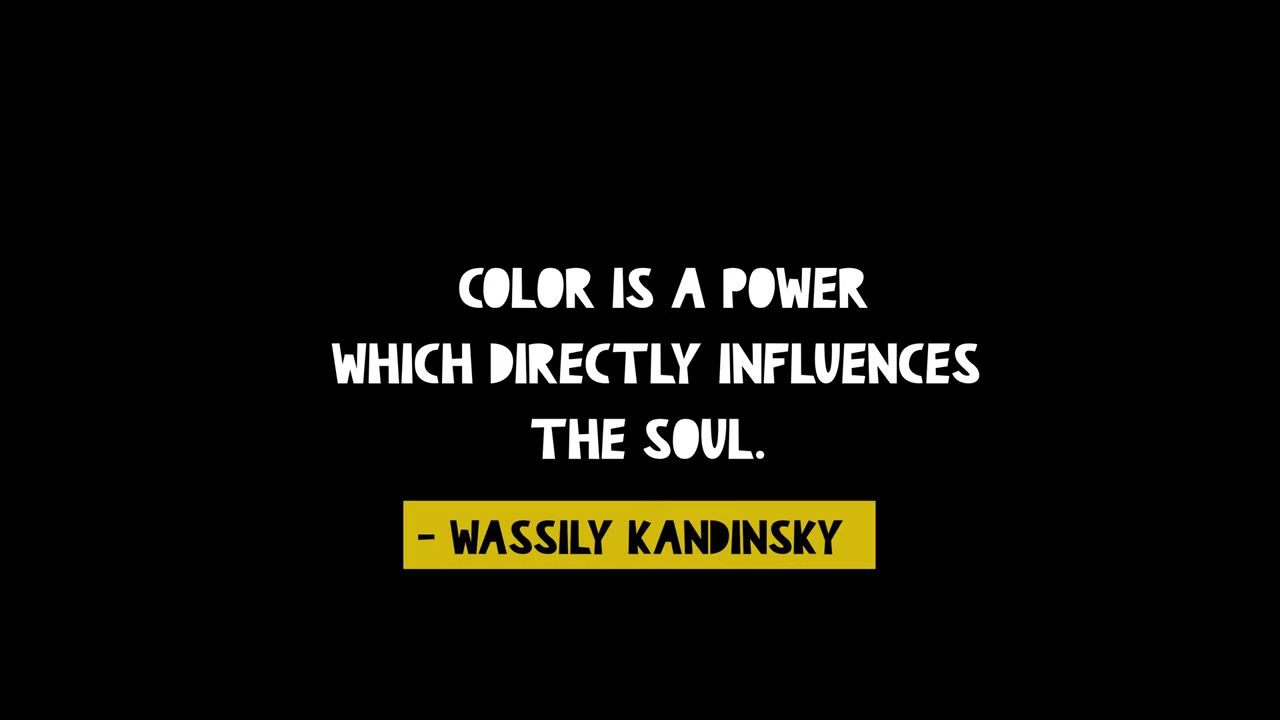 COLOR IS A POWER
WHICH DIRECTLY INFLUENCES
THE SOUL.
- WASSILY KANDINSKY